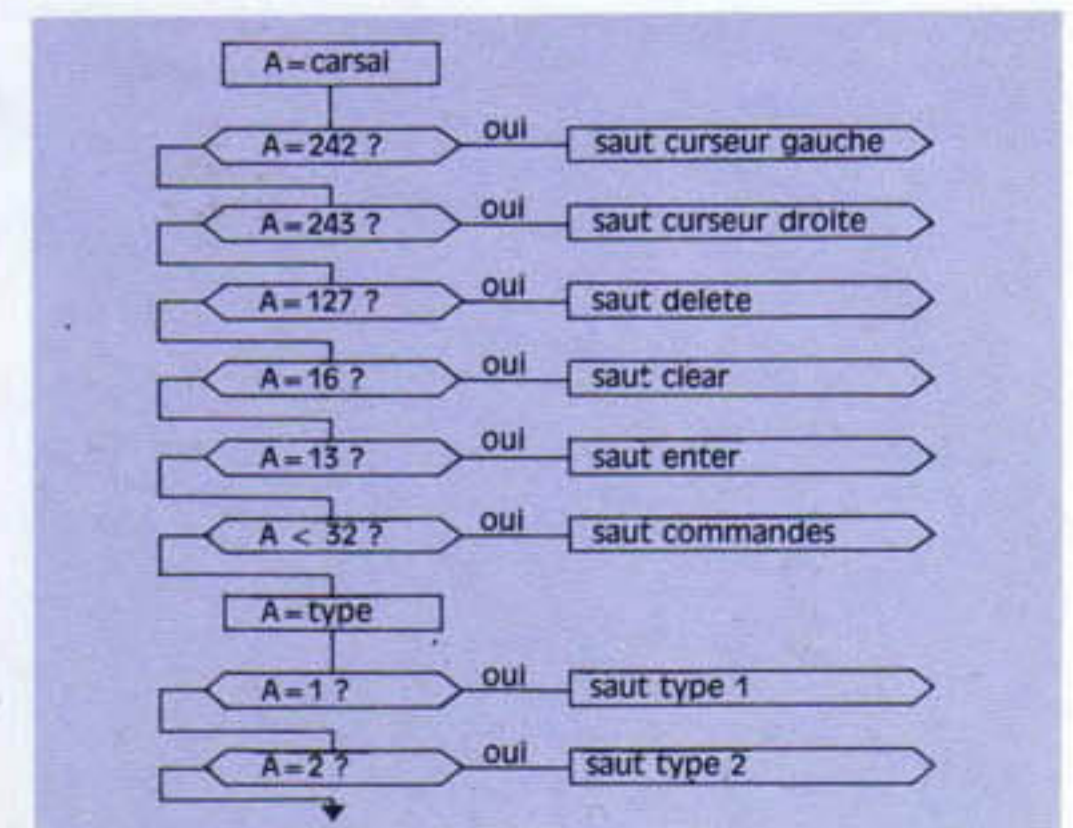 A=carsai
A=242 ? oui saut curseur gauche
A=243 ? oui saut curseur droite
A=127 ? oui saut delete
A=16 ? oui saut clear
A=13 ? oui saut enter
A < 32 ? oui saut commandes
A=type
A=1 ? oui saut type 1
A=2 ? oui saut type 2